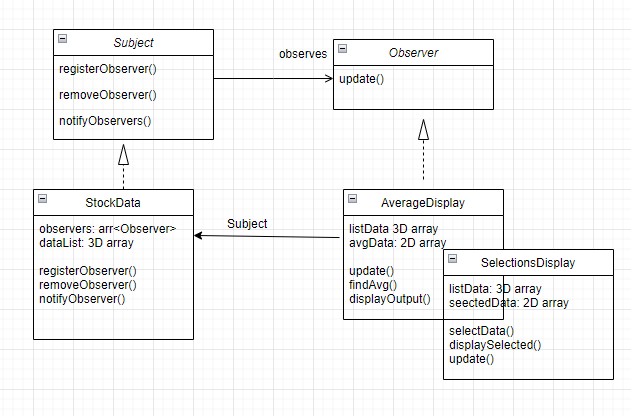 Subject
registerObserver()
removeObserver()
notifyObservers()
observes
Observer
update()
StockData
observers: arr<Observer>
dataList: 3D array
registerObserver()
removeObserver()
notifyObserver()
Subject
AverageDisplay
listData 3D array
avgData: 2D array
update()
findAvg()
displayOutput()
SelectionsDisplay
listData: 3D array
seectedData: 2D array
selectData()
displaySelected()
update()